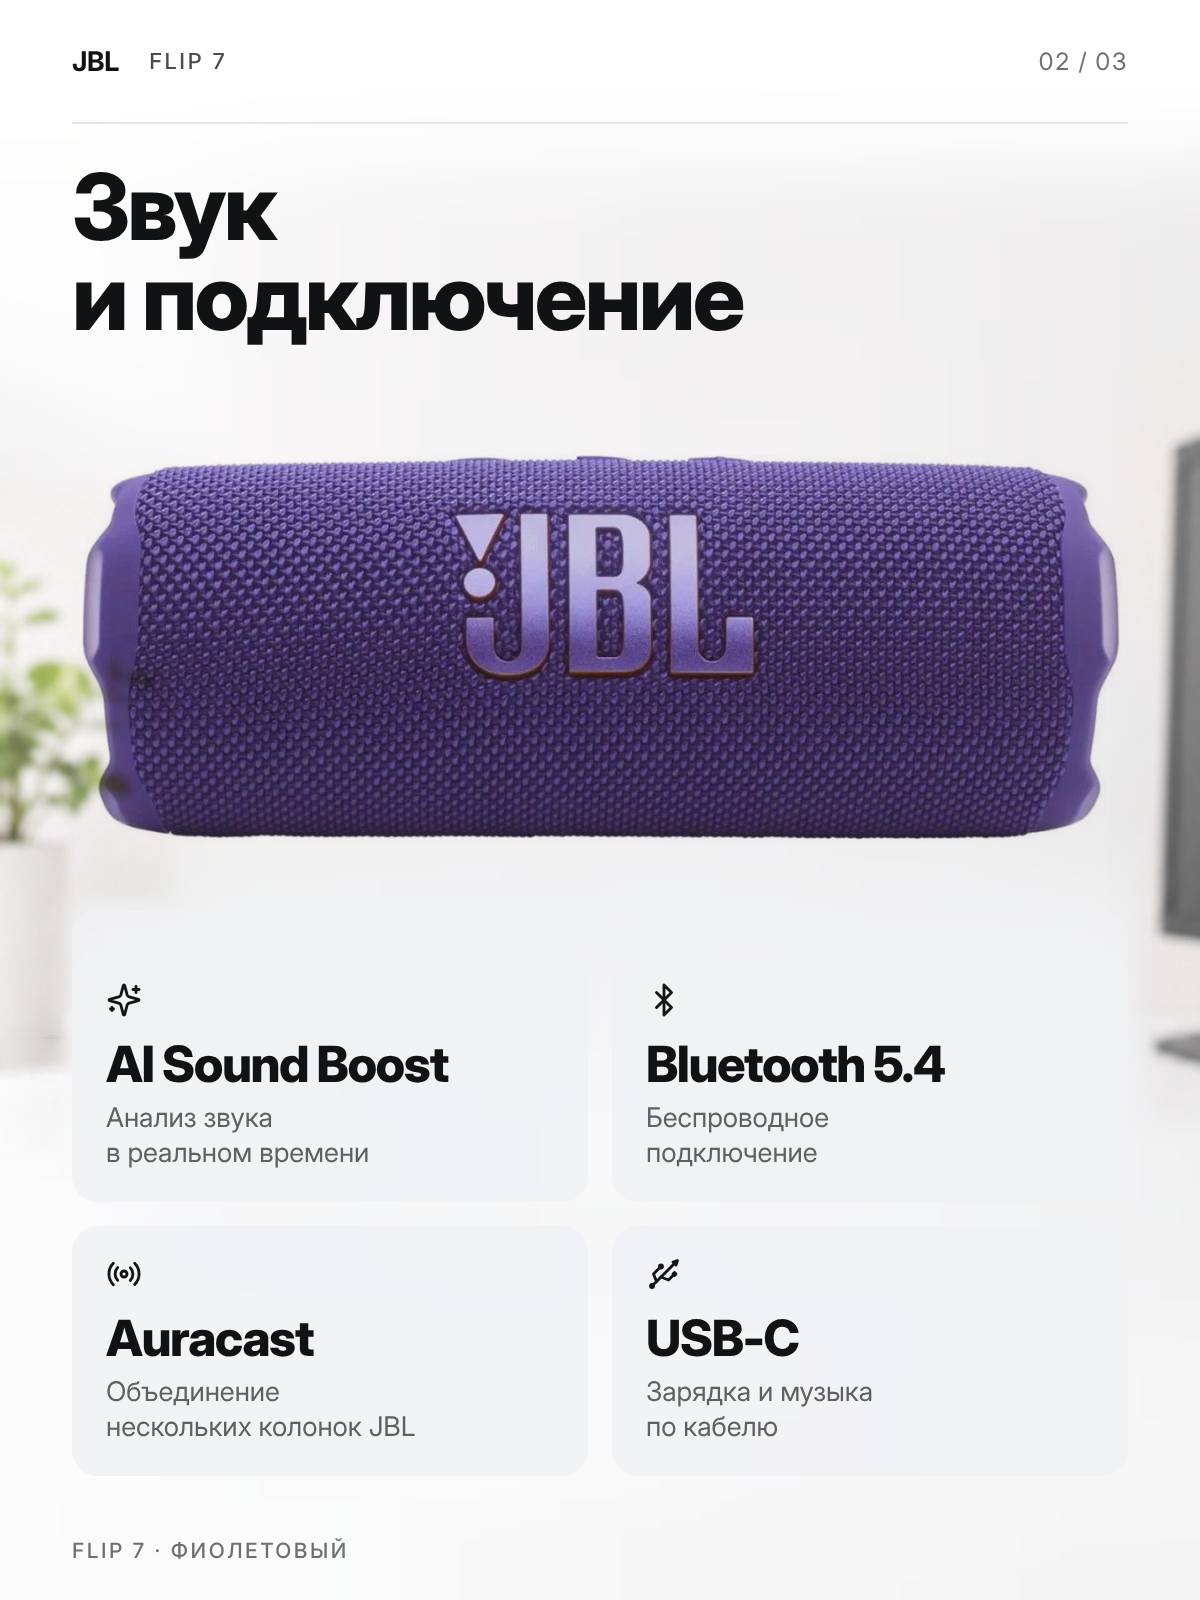 JBL FLIP 7 02 / 03
Звук
и подключение
JBL
AI Sound Boost
Анализ звука
в реальном времени
Bluetooth 5.4
Беспроводное
подключение
Auracast
Объединение
нескольких колонок JBL
USB-C
Зарядка и музыка
по кабелю
FLIP 7 · ФИОЛЕТОВЫЙ